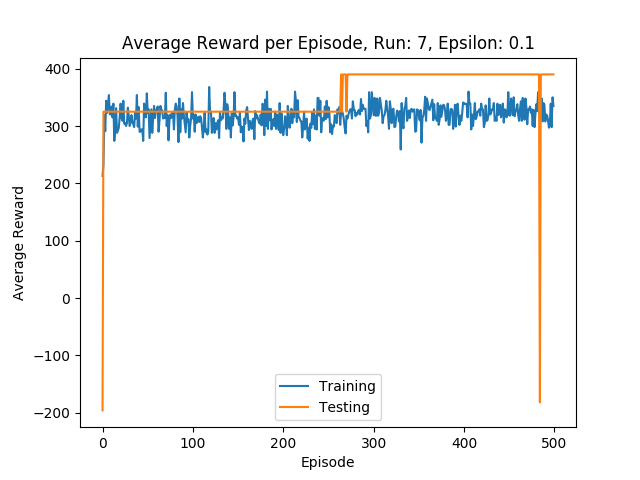 Average Reward per Episode, Run: 7, Epsilon: 0.1
400
300
200
100
0
−100
−200
Average Reward
0
100
200
300
400
500
Episode
Training
Testing